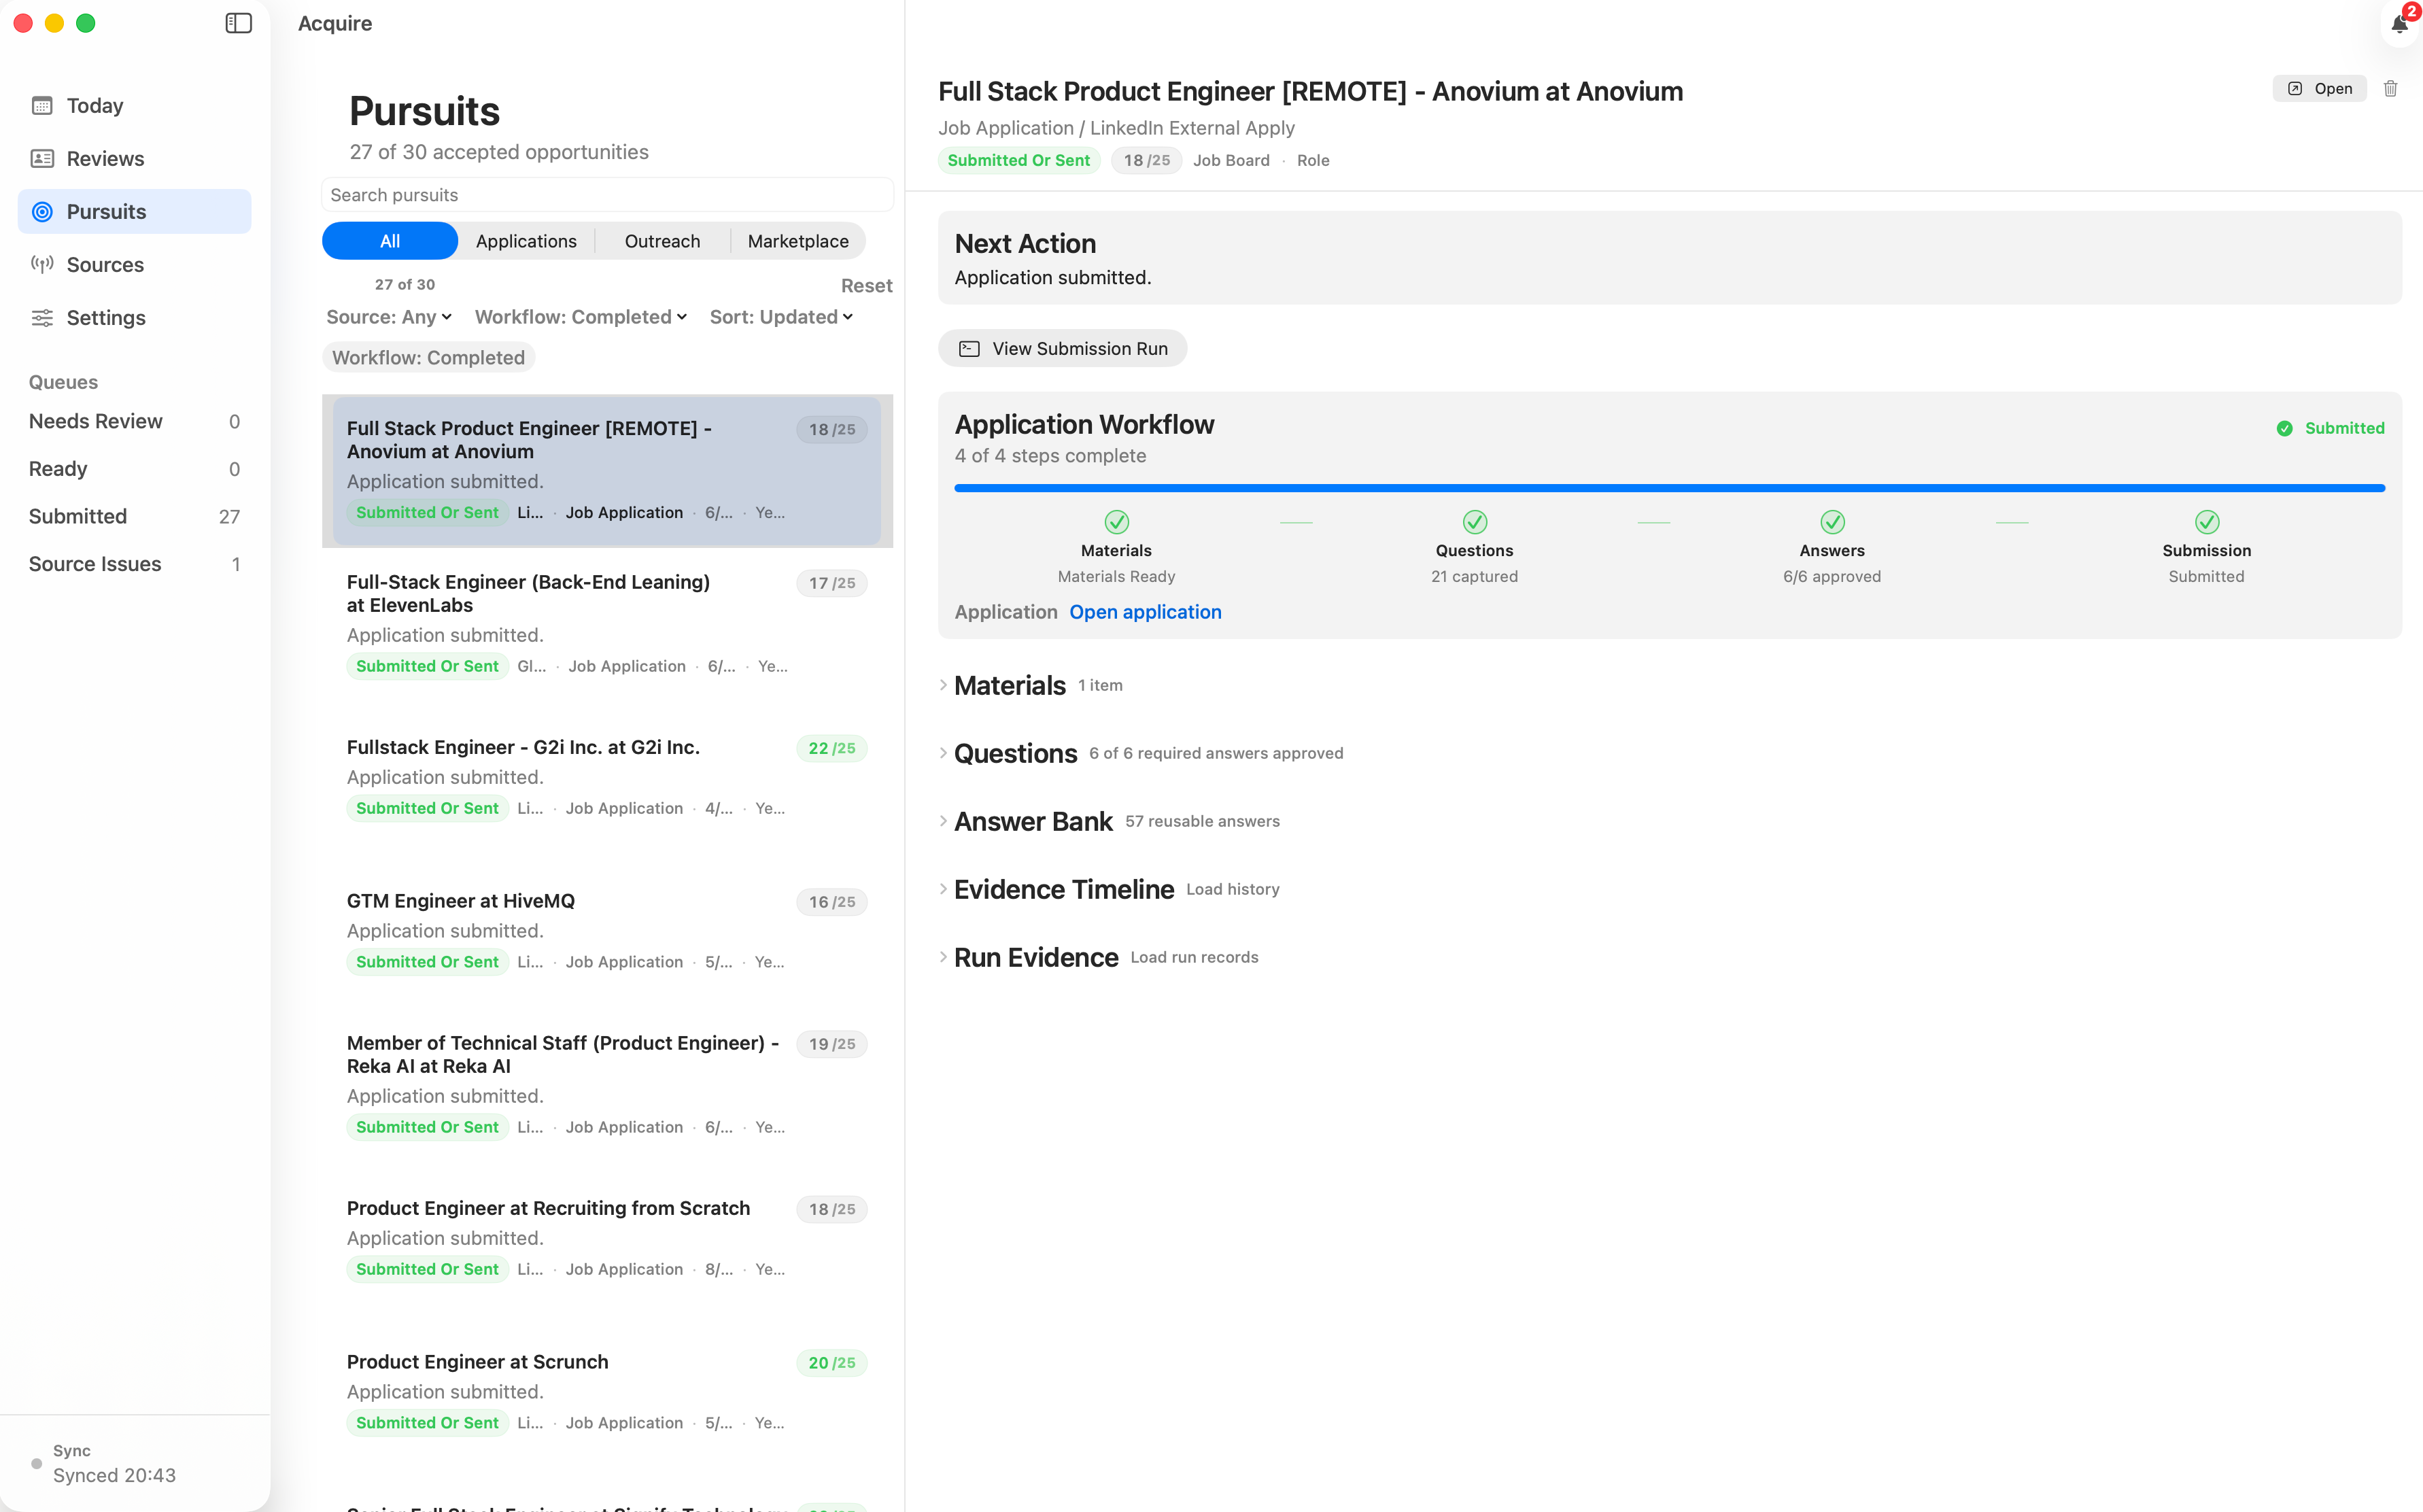 Acquire
2
Today
Reviews
Pursuits
Sources
Settings
Queues
Needs Review 0
Ready 0
Submitted 27
Source Issues 1
Sync
Synced 20:43
Pursuits
27 of 30 accepted opportunities
Search pursuits
All Applications Outreach Marketplace
27 of 30 Reset
Source: Any Workflow: Completed Sort: Updated
Workflow: Completed
Full Stack Product Engineer [REMOTE] - 18/25
Anovium at Anovium
Application submitted.
Submitted Or Sent Li... · Job Application · 6/... · Ye...
Full-Stack Engineer (Back-End Leaning) 17/25
at ElevenLabs
Application submitted.
Submitted Or Sent Gl... · Job Application · 6/... · Ye...
Fullstack Engineer - G2i Inc. at G2i Inc. 22/25
Application submitted.
Submitted Or Sent Li... · Job Application · 4/... · Ye...
GTM Engineer at HiveMQ 16/25
Application submitted.
Submitted Or Sent Li... · Job Application · 5/... · Ye...
Member of Technical Staff (Product Engineer) - 19/25
Reka AI at Reka AI
Application submitted.
Submitted Or Sent Li... · Job Application · 6/... · Ye...
Product Engineer at Recruiting from Scratch 18/25
Application submitted.
Submitted Or Sent Li... · Job Application · 8/... · Ye...
Product Engineer at Scrunch 20/25
Application submitted.
Submitted Or Sent Li... · Job Application · 5/... · Ye...
Full Stack Product Engineer [REMOTE] - Anovium at Anovium
Open
Job Application / LinkedIn External Apply
Submitted Or Sent 18/25 Job Board · Role
Next Action
Application submitted.
View Submission Run
Application Workflow
Submitted
4 of 4 steps complete
Materials Questions Answers Submission
Materials Ready 21 captured 6/6 approved Submitted
Application Open application
Materials 1 item
Questions 6 of 6 required answers approved
Answer Bank 57 reusable answers
Evidence Timeline Load history
Run Evidence Load run records